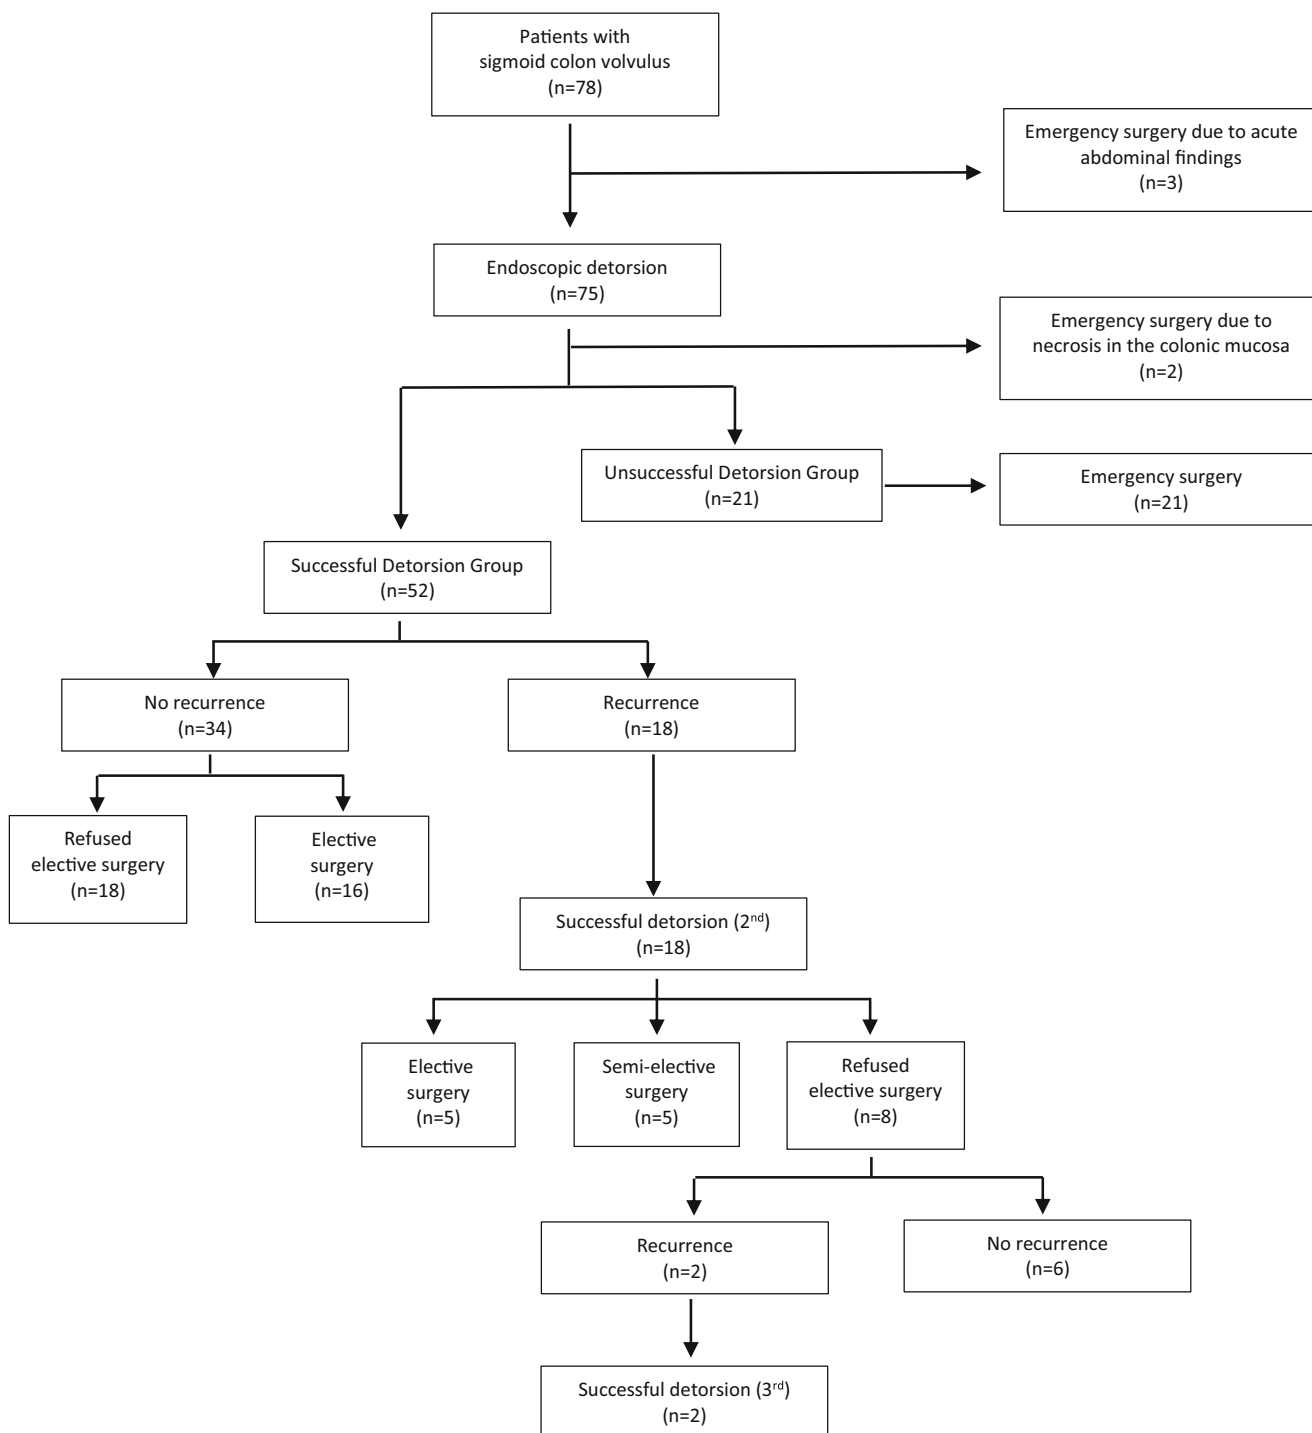 Patients with
sigmoid colon volvulus
(n=78)
Emergency surgery due to acute
abdominal findings
(n=3)
Endoscopic detorsion
(n=75)
Emergency surgery due to
necrosis in the colonic mucosa
(n=2)
Unsuccessful Detorsion Group
(n=21)
Emergency surgery
(n=21)
Successful Detorsion Group
(n=52)
No recurrence
(n=34)
Recurrence
(n=18)
Refused
elective surgery
(n=18)
Elective
surgery
(n=16)
Successful detorsion (2nd)
(n=18)
Elective
surgery
(n=5)
Semi-elective
surgery
(n=5)
Refused
elective surgery
(n=8)
Recurrence
(n=2)
No recurrence
(n=6)
Successful detorsion (3rd)
(n=2)